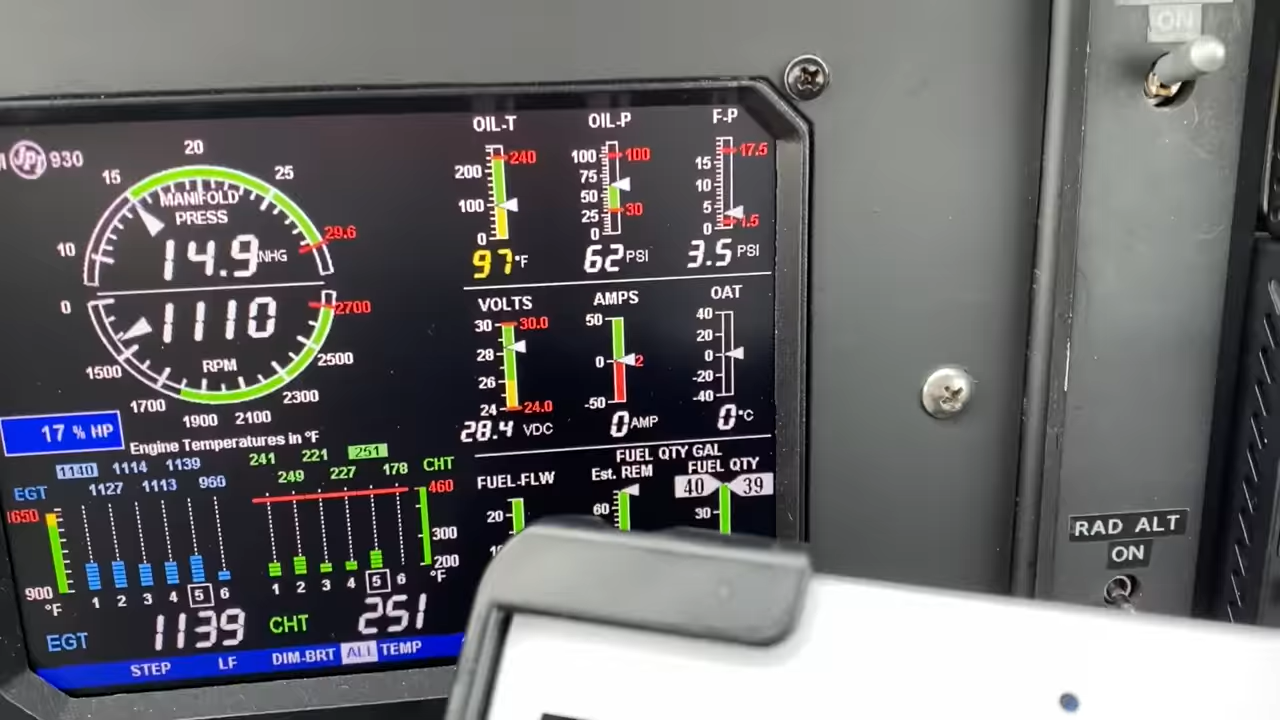 JPI 930
20
15
25
MANIFOLD
PRESS
10
29.6
14.9 INHG
0
2700
1110
RPM
1500
2500
1700
2300
1900
2100
17 % HP
Engine Temperatures in °F
1140 1114 1139
1127 1113 960
EGT
241 221 251
249 227 178
CHT
1650
460
300
200
900
°F
°F
1 2 3 4 5 6
1 2 3 4 5 6
EGT 1139 CHT 251
STEP LF DIM-BRT ALL TEMP
OIL-T
240
200
100
0
97°F
OIL-P
100
100
75
50
30
25
0
62 PSI
F-P
17.5
15
10
5
1.5
0
3.5 PSI
VOLTS
30
30.0
28
26
24
24.0
28.4 VDC
AMPS
50
0
2
-50
0 AMP
OAT
40
20
0
-20
-40
0°C
FUEL QTY GAL
FUEL-FLW
20
Est. REM
60
FUEL QTY
40 39
30
ON
RAD ALT
ON